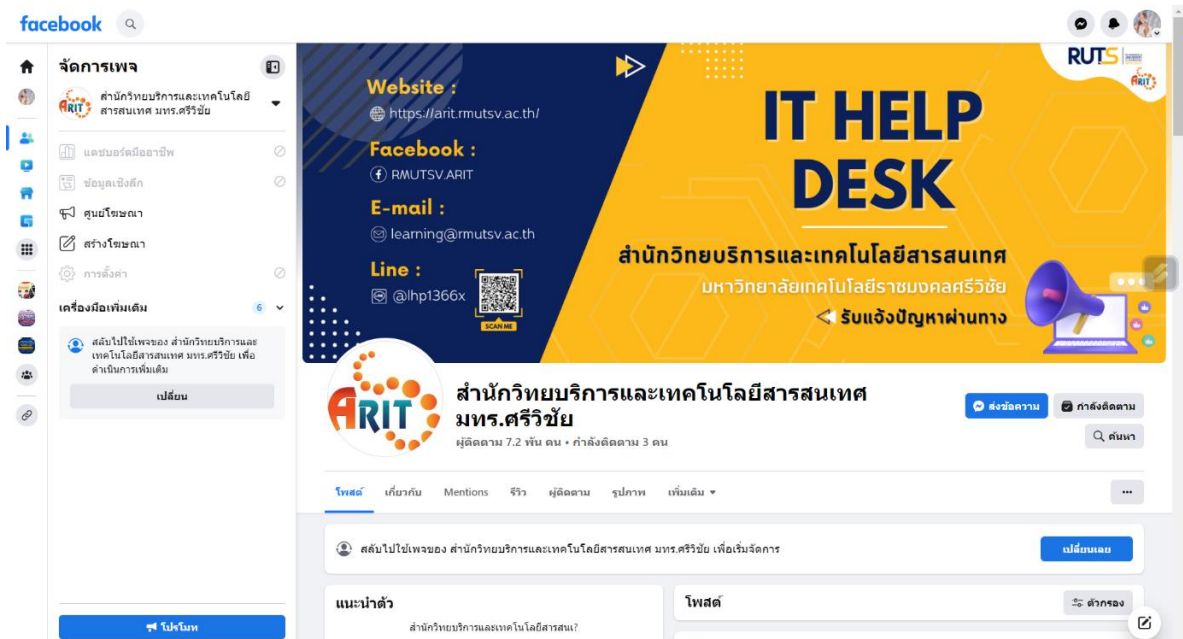 facebook
จัดการเพจ
สำนักวิทยบริการและเทคโนโลยี
สารสนเทศ มทร.ศรีวิชัย
แดชบอร์ดมืออาชีพ
ข้อมูลเชิงลึก
ศูนย์โฆษณา
สร้างโฆษณา
การตั้งค่า
เครื่องมือเพิ่มเติม 6
สลับไปใช้เพจของ สำนักวิทยบริการและ
เทคโนโลยีสารสนเทศ มทร.ศรีวิชัย เพื่อ
ดำเนินการเพิ่มเติม
เปลี่ยน
โปรโมท
Website :
https://arit.rmutsv.ac.th/
Facebook :
RMUTSV.ARIT
E-mail :
learning@rmutsv.ac.th
Line :
@lhp1366x
SCAN ME
RUTS
ARIT
IT HELP
DESK
สำนักวิทยบริการและเทคโนโลยีสารสนเทศ
มหาวิทยาลัยเทคโนโลยีราชมงคลศรีวิชัย
รับแจ้งปัญหาผ่านทาง
ARIT
สำนักวิทยบริการและเทคโนโลยีสารสนเทศ
มทร.ศรีวิชัย
ผู้ติดตาม 7.2 พัน คน • กำลังติดตาม 3 คน
ส่งข้อความ
กำลังติดตาม
ค้นหา
โพสต์ เกี่ยวกับ Mentions รีวิว ผู้ติดตาม รูปภาพ เพิ่มเติม
สลับไปใช้เพจของ สำนักวิทยบริการและเทคโนโลยีสารสนเทศ มทร.ศรีวิชัย เพื่อเริ่มจัดการ
เปลี่ยนเลย
แนะนำตัว
สำนักวิทยบริการและเทคโนโลยีสารสนเ?
โพสต์
ตัวกรอง